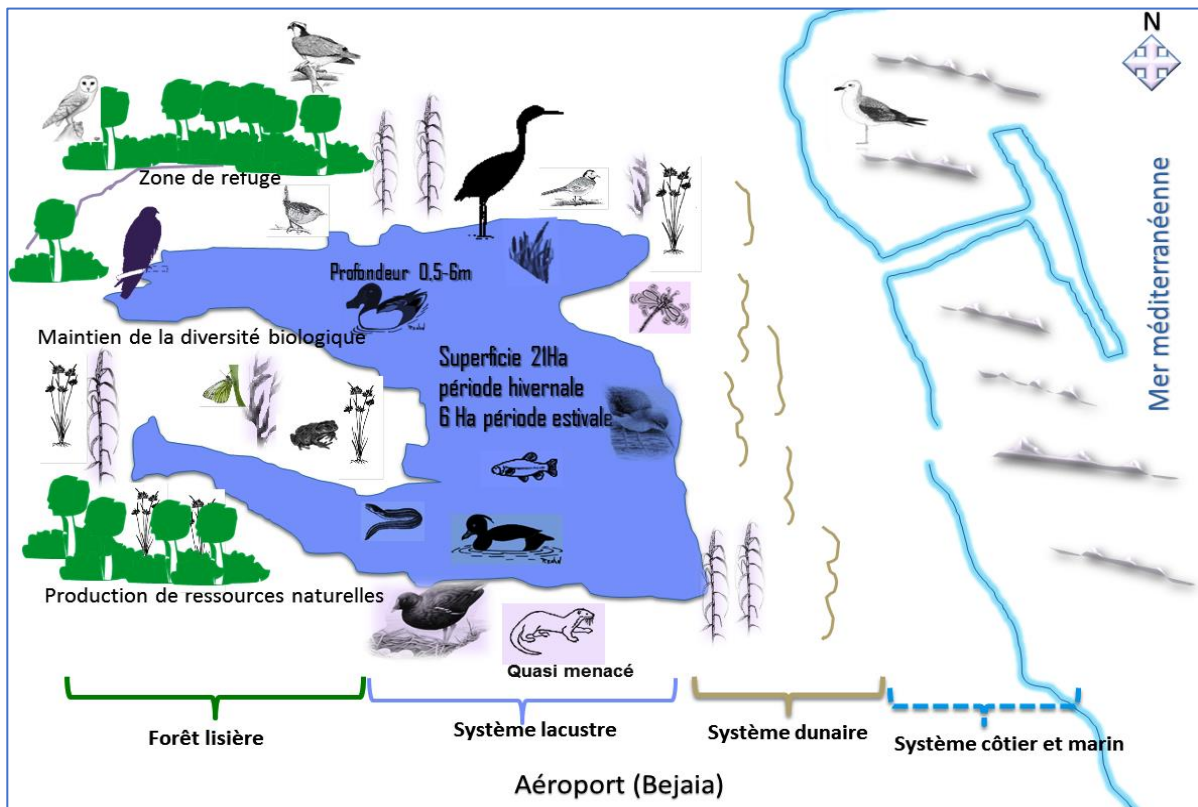 N
Zone de refuge
Mer méditerranéenne
Profondeur 0,5-6m
Maintien de la diversité biologique
Superficie 21Ha
période hivernale
6 Ha période estivale
Production de ressources naturelles
Quasi menacé
Forêt lisière
Système lacustre
Système dunaire
Système côtier et marin
Aéroport (Bejaia)